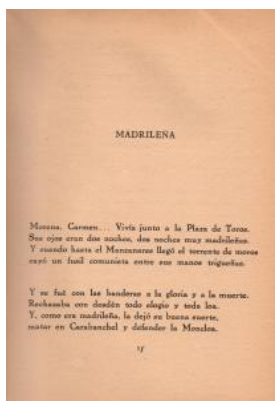 MADRILEÑA
Morena. Carmen... Vivía junto a la Plaza de Toros.
Sus ojos eran dos noches, dos noches muy madrileñas.
Y cuando hasta el Manzanares llegó el torrente de moros
cayó un fusil comunista entre sus manos trigueñas.
Y se fué con las banderas a la gloria y a la muerte.
Rechazaba con desdén todo elogio y toda loa.
Y, como era madrileña, la dejó su buena suerte,
matar en Carabanchel y defender la Moncloa.
15